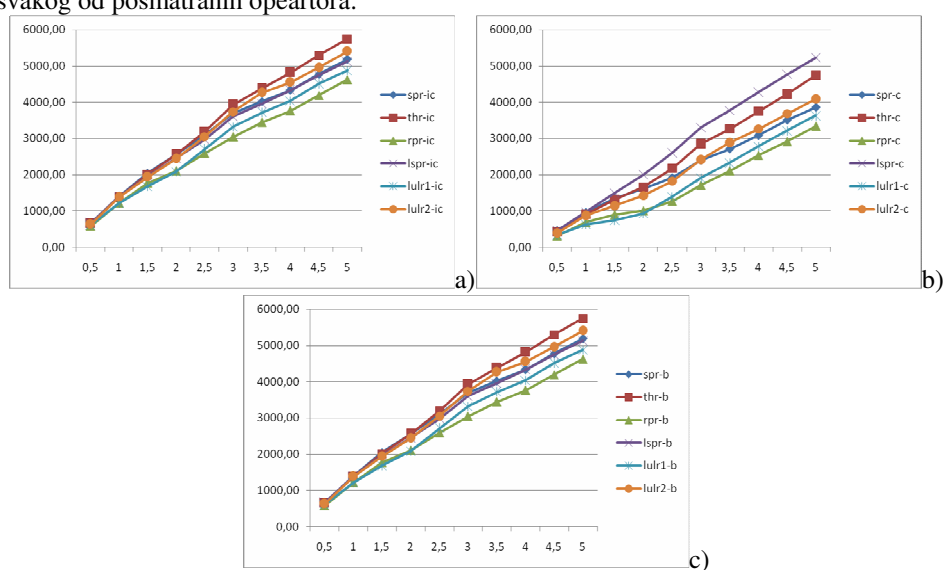 svakog od posmatranih opeartora.
6000,00
5000,00
4000,00
3000,00
2000,00
1000,00
0,00
0,5 1 1,5 2 2,5 3 3,5 4 4,5 5
spr-ic
thr-ic
rpr-ic
lspr-ic
lulr1-ic
lulr2-ic
a)
6000,00
5000,00
4000,00
3000,00
2000,00
1000,00
0,00
0,5 1 1,5 2 2,5 3 3,5 4 4,5 5
spr-c
thr-c
rpr-c
lspr-c
lulr1-c
lulr2-c
b)
6000,00
5000,00
4000,00
3000,00
2000,00
1000,00
0,00
0,5 1 1,5 2 2,5 3 3,5 4 4,5 5
spr-b
thr-b
rpr-b
lspr-b
lulr1-b
lulr2-b
c)